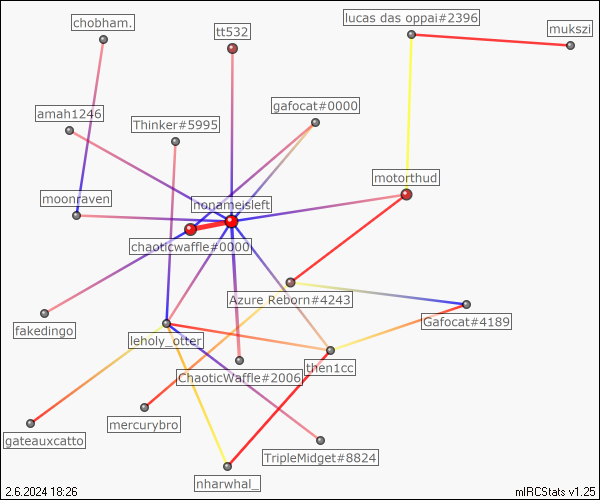 lucas das oppai#2396
chobham.
mukszi
tt532
gafocat#0000
amah1246
Thinker#5995
motorthud
moonraven
nonameisleft
chaoticwaffle#0000
Azure Reborn#4243
fakedingo
Gafocat#4189
leholy_otter
then1cc
ChaoticWaffle#2006
mercurybro
gateauxcatto
TripleMidget#8824
nharwhal_
2.6.2024 18:26
mIRCStats v1.25